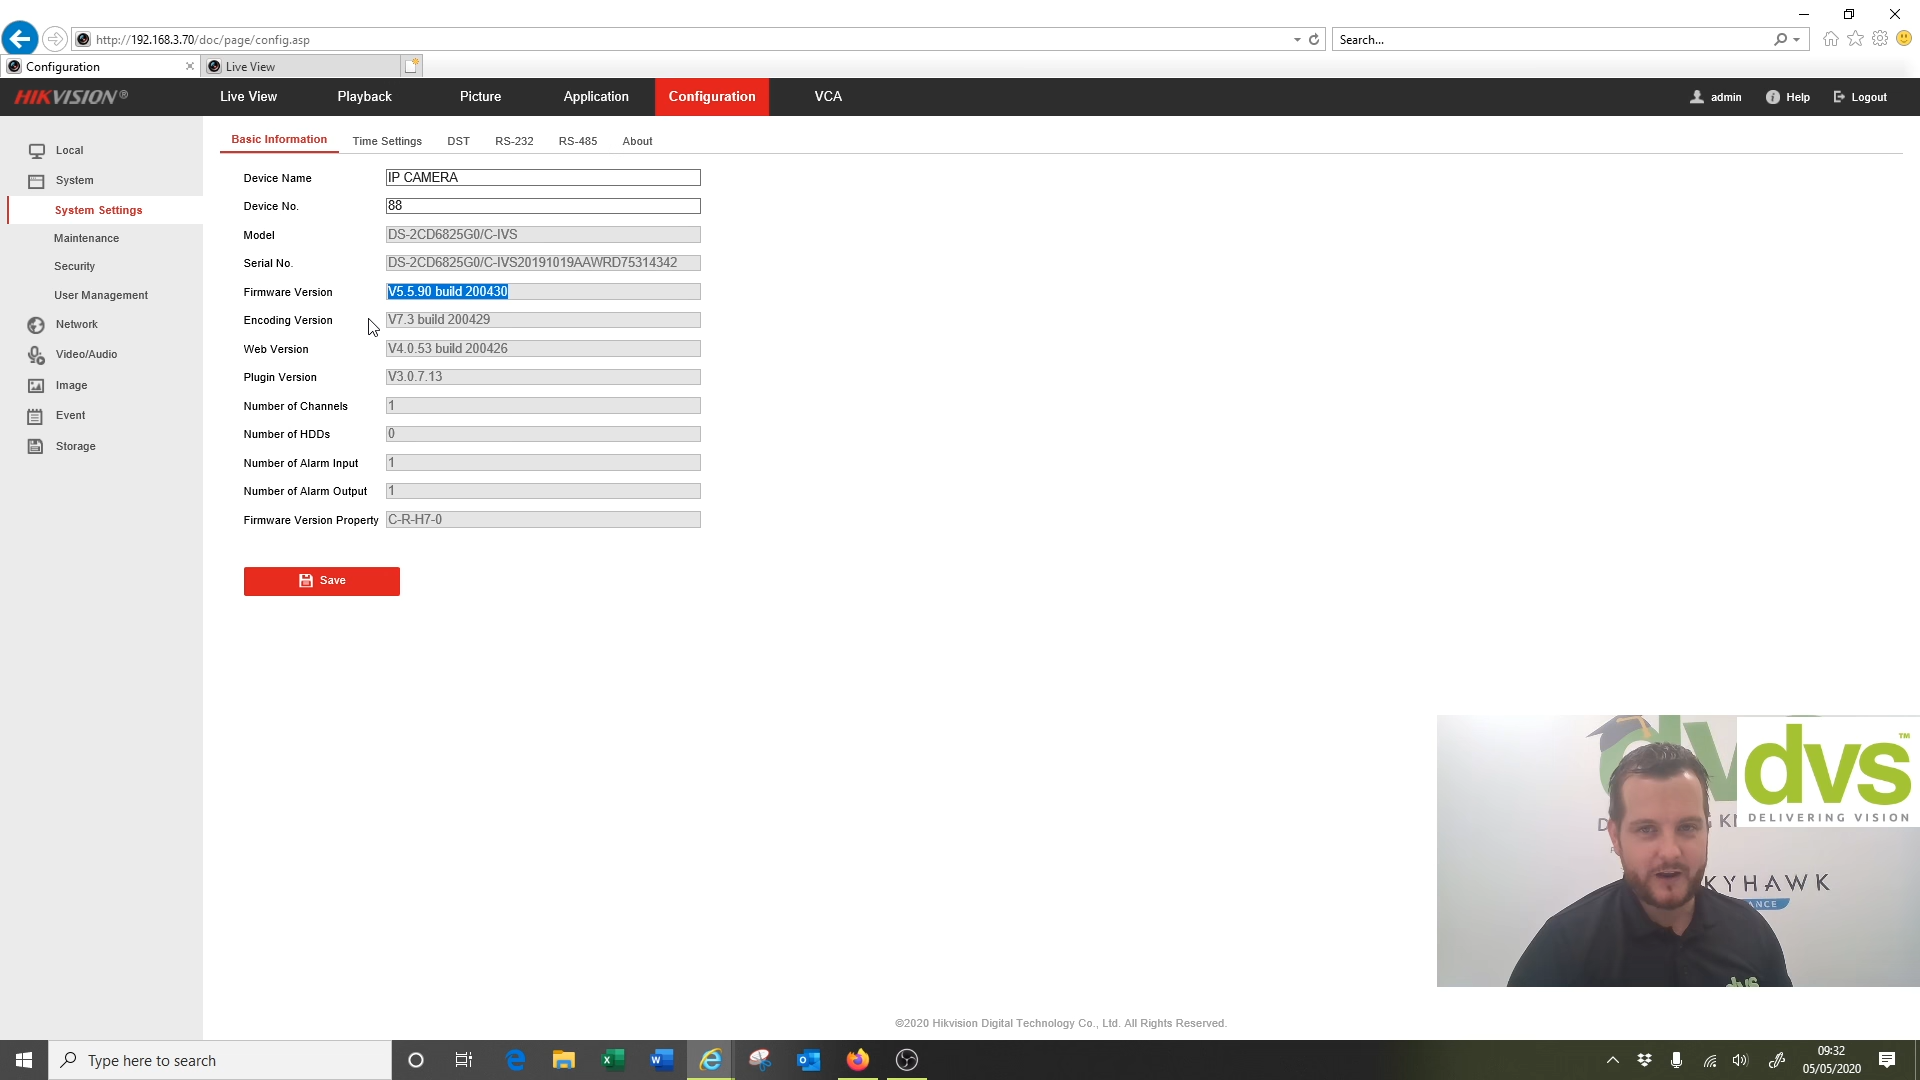 http://192.168.3.70/doc/page/config.asp
Search...
Configuration
Live View
HIKVISION®
Live View
Playback
Picture
Application
Configuration
VCA
admin
Help
Logout
Local
System
System Settings
Maintenance
Security
User Management
Network
Video/Audio
Image
Event
Storage
Basic Information
Time Settings
DST
RS-232
RS-485
About
Device Name IP CAMERA
Device No. 88
Model DS-2CD6825G0/C-IVS
Serial No. DS-2CD6825G0/C-IVS20191019AAWRD75314342
Firmware Version V5.5.90 build 200430
Encoding Version V7.3 build 200429
Web Version V4.0.53 build 200426
Plugin Version V3.0.7.13
Number of Channels 1
Number of HDDs 0
Number of Alarm Input 1
Number of Alarm Output 1
Firmware Version Property C-R-H7-0
Save
dvs™
DELIVERING VISION
KYHAWK
ANCE
dvs
©2020 Hikvision Digital Technology Co., Ltd. All Rights Reserved.
Type here to search
09:32
05/05/2020